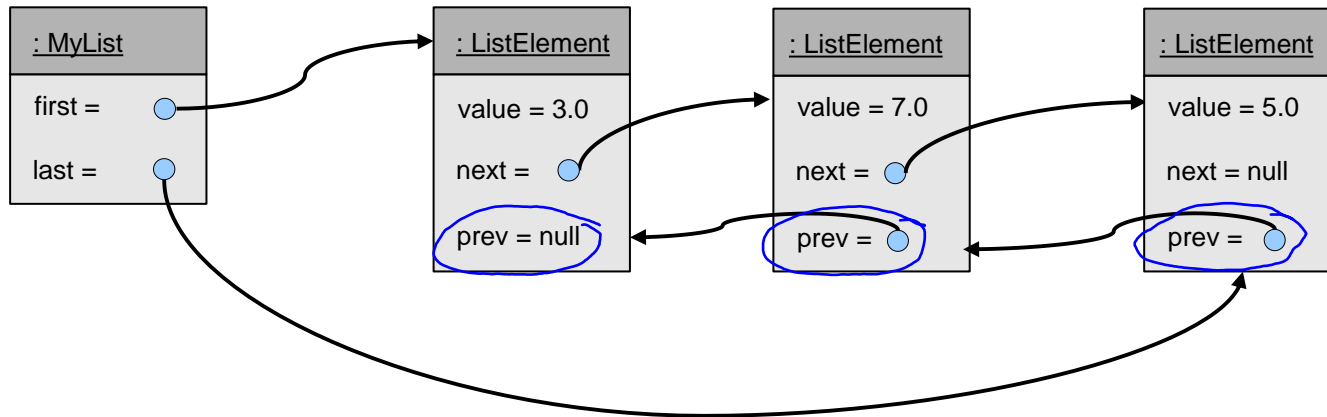 : MyList
first =
last =
: ListElement
value = 3.0
next =
prev = null
: ListElement
value = 7.0
next =
prev =
: ListElement
value = 5.0
next = null
prev =